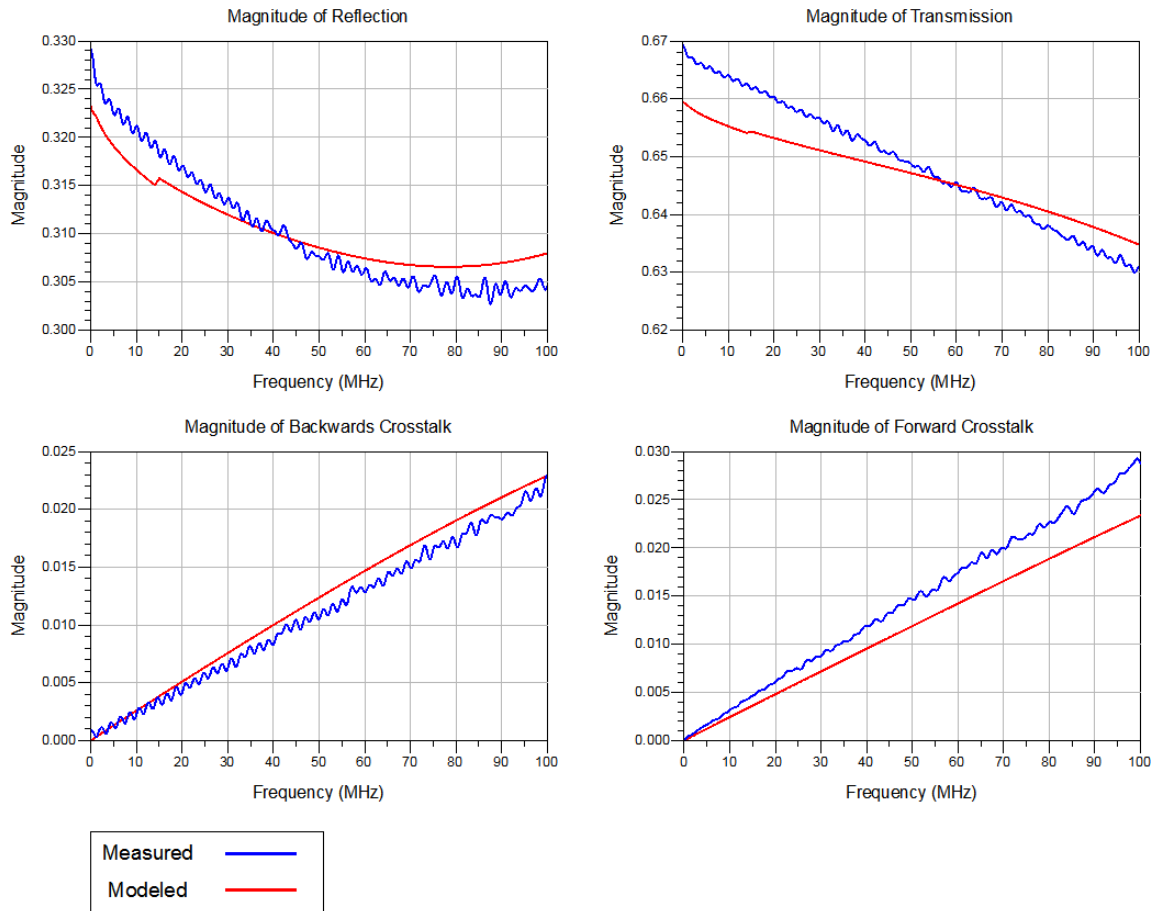 Magnitude of Reflection
0.330
0.325
0.320
0.315
0.310
0.305
0.300
Magnitude
0 10 20 30 40 50 60 70 80 90 100
Frequency (MHz)
Magnitude of Transmission
0.67
0.66
0.65
0.64
0.63
0.62
Magnitude
0 10 20 30 40 50 60 70 80 90 100
Frequency (MHz)
Magnitude of Backwards Crosstalk
0.025
0.020
0.015
0.010
0.005
0.000
Magnitude
0 10 20 30 40 50 60 70 80 90 100
Frequency (MHz)
Magnitude of Forward Crosstalk
0.030
0.025
0.020
0.015
0.010
0.005
0.000
Magnitude
0 10 20 30 40 50 60 70 80 90 100
Frequency (MHz)
Measured
Modeled